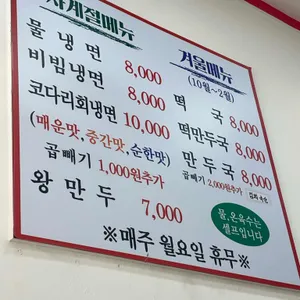 사계절메뉴
물냉면 8,000
비빔냉면 8,000
코다리회냉면 10,000
(매운맛,중간맛,순한맛)
곱빼기 1,000원추가
왕만두 7,000
겨울메뉴
(10월~2월)
떡국 8,000
떡만두국 8,000
만두국 8,000
곱빼기 2,000원추가
물,온육수는
셀프입니다
※매주 월요일 휴무※